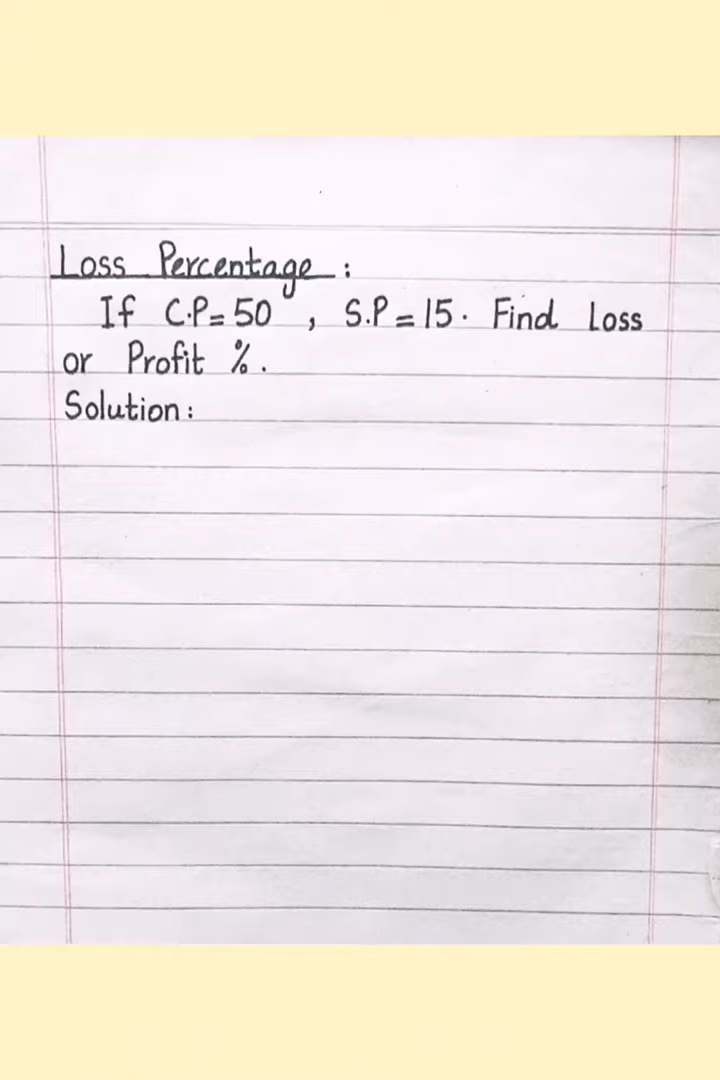 Loss Percentage :
If C.P = 50 , S.P = 15. Find Loss
or Profit %.
Solution :